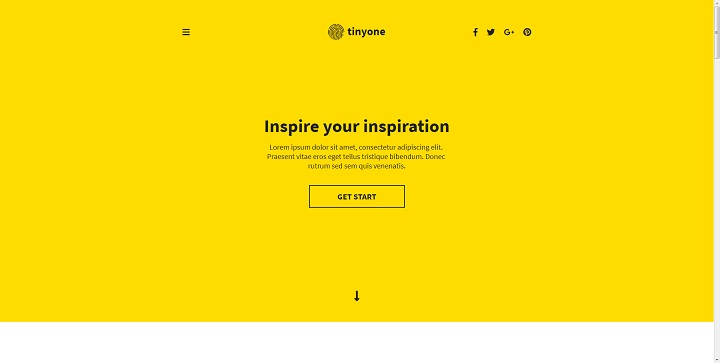 tinyone
Inspire your inspiration
Lorem ipsum dolor sit amet, consectetur adipiscing elit.
Praesent vitae eros eget tellus tristique bibendum. Donec
rutrum sed sem quis venenatis.
GET START